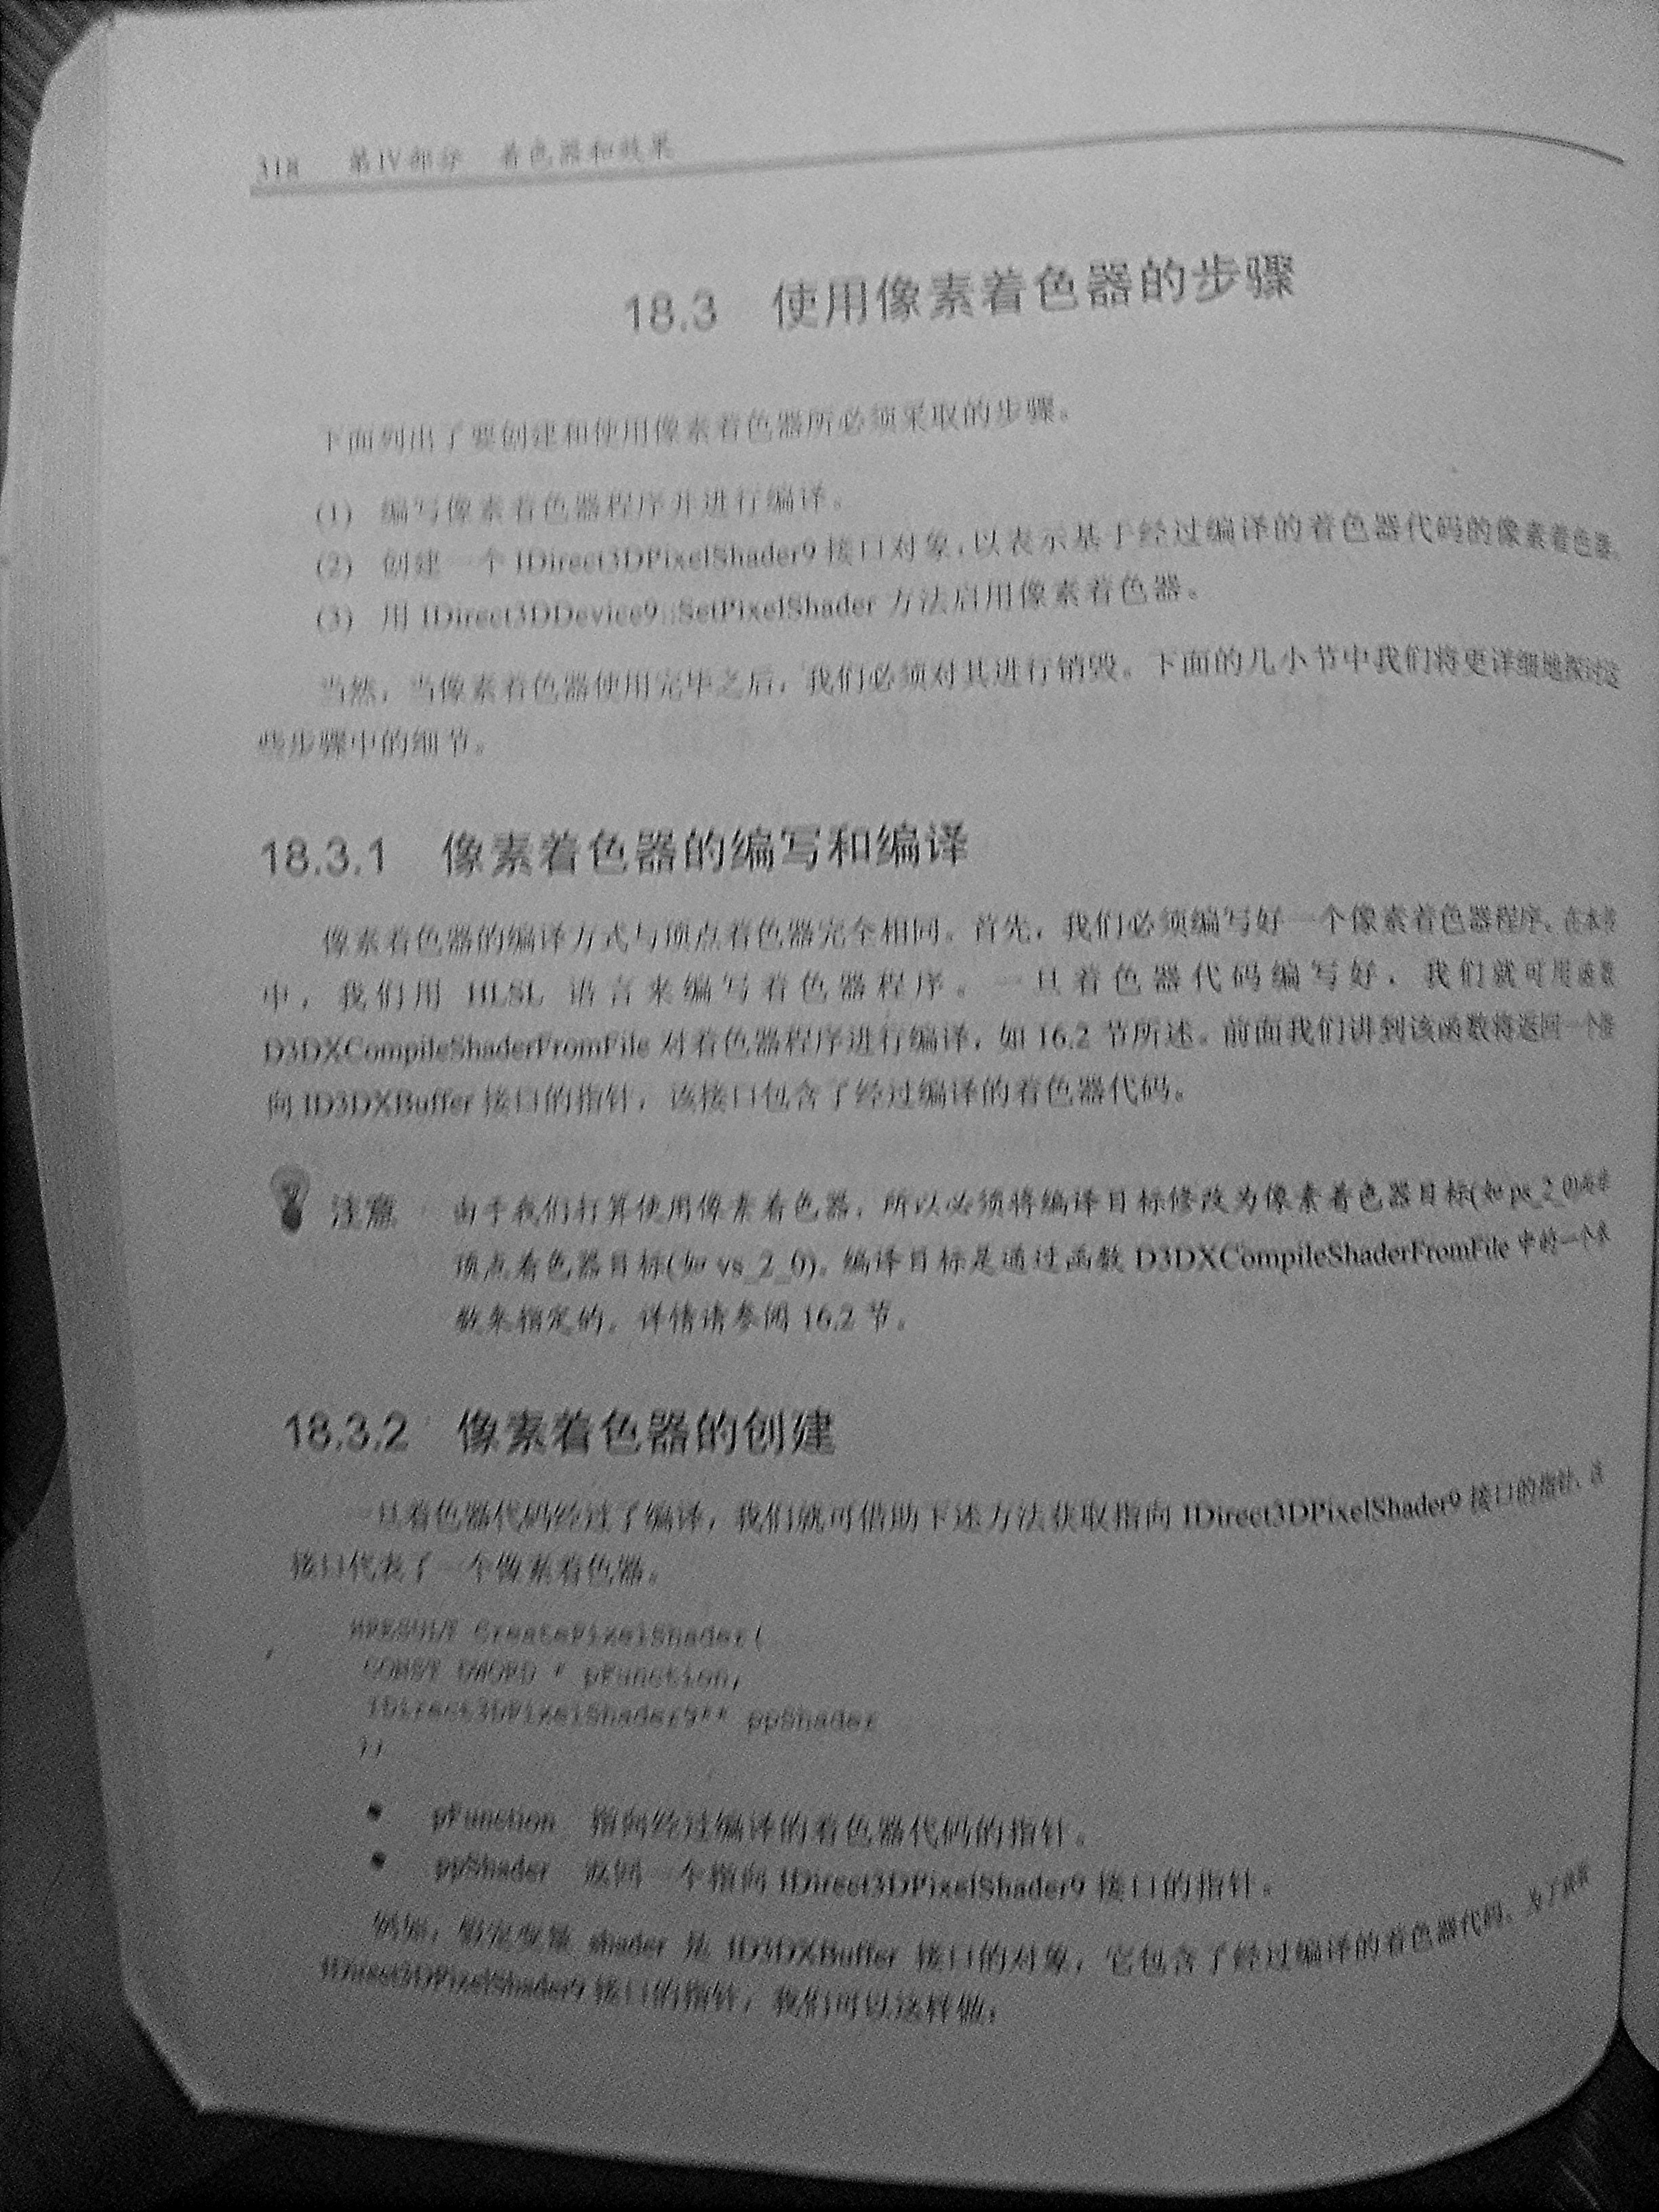 318 第IV部分 着色器和效果
18.3 使用像素着色器的步骤
下面列出了要创建和使用像素着色器所必须采取的步骤。
(1) 编写像素着色器程序并进行编译。
(2) 创建一个 IDirect3DPixelShader9 接口对象,以表示基于经过编译的着色器代码的像素着色器。
(3) 用 IDirect3DDevice9::SetPixelShader 方法启用像素着色器。
当然，当像素着色器使用完毕之后，我们必须对其进行销毁。下面的几小节中我们将更详细地探讨这
些步骤中的细节。
18.3.1 像素着色器的编写和编译
像素着色器的编译方式与顶点着色器完全相同。首先，我们必须编写好一个像素着色器程序。在本书
中，我们用 HLSL 语言来编写着色器程序。一旦着色器代码编写好，我们就可用函数
D3DXCompileShaderFromFile 对着色器程序进行编译，如 16.2 节所述。前面我们讲到该函数将返回一个指
向 ID3DXBuffer 接口的指针，该接口包含了经过编译的着色器代码。
注意 由于我们打算使用像素着色器，所以必须将编译目标修改为像素着色器目标(如 ps_2_0)
顶点着色器目标(如 vs_2_0)。编译目标是通过函数 D3DXCompileShaderFromFile 中的一个参
数来指定的。详情请参阅 16.2 节。
18.3.2 像素着色器的创建
一旦着色器代码经过了编译，我们就可借助下述方法获取指向 IDirect3DPixelShader9 接口的指针，该
接口代表了一个像素着色器。
HRESULT CreatePixelShader(
CONST DWORD * pFunction,
IDirect3DPixelShader9** ppShader
);
• pFunction 指向经过编译的着色器代码的指针。
• ppShader 返回一个指向 IDirect3DPixelShader9 接口的指针。
例如，假定变量 shader 是 ID3DXBuffer 接口的对象，它包含了经过编译的着色器代码。为了获取
IDirect3DPixelShader9 接口的指针，我们可以这样做：